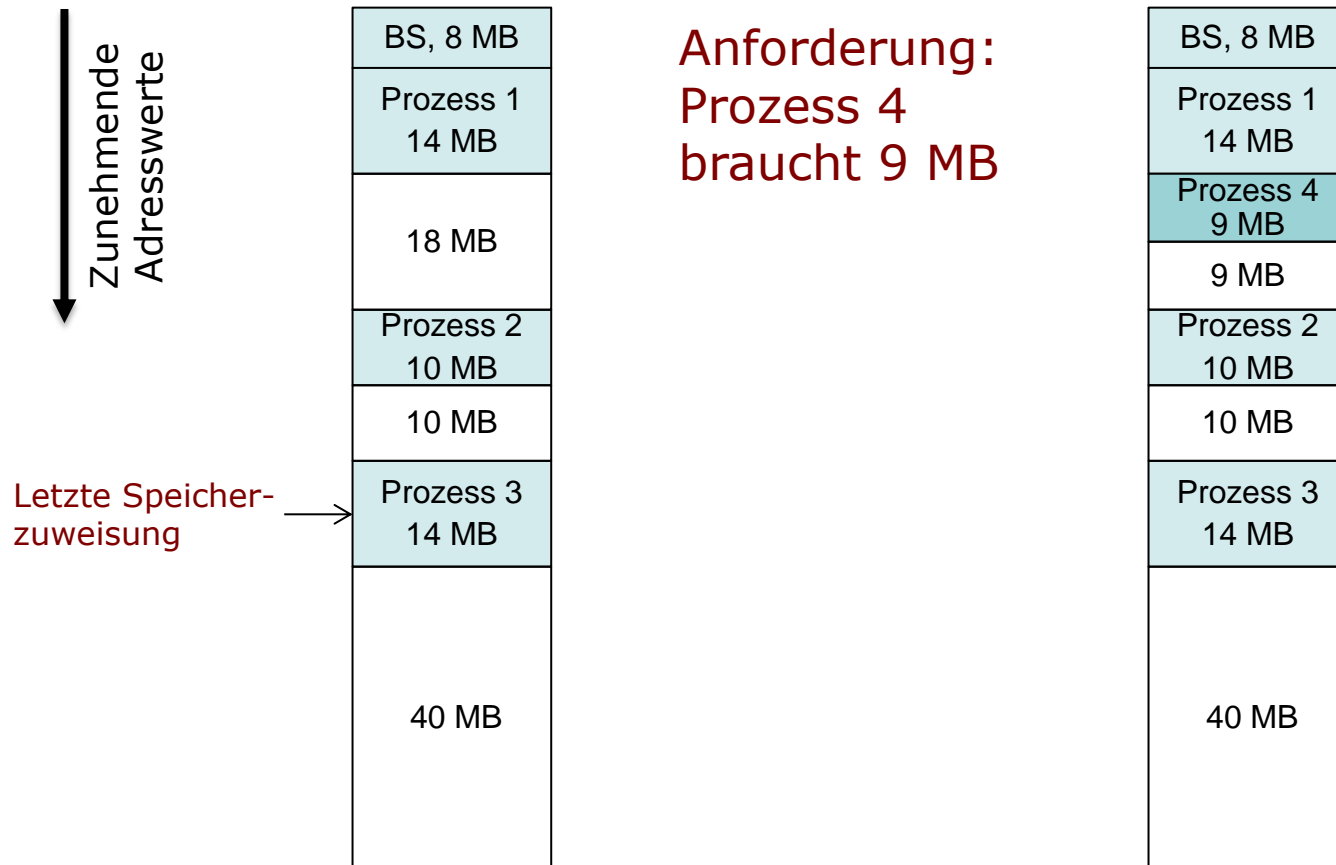 Zunehmende
Adresswerte
BS, 8 MB
Prozess 1
14 MB
18 MB
Prozess 2
10 MB
10 MB
Letzte Speicher-
zuweisung
Prozess 3
14 MB
40 MB
Anforderung:
Prozess 4
braucht 9 MB
BS, 8 MB
Prozess 1
14 MB
Prozess 4
9 MB
9 MB
Prozess 2
10 MB
10 MB
Prozess 3
14 MB
40 MB